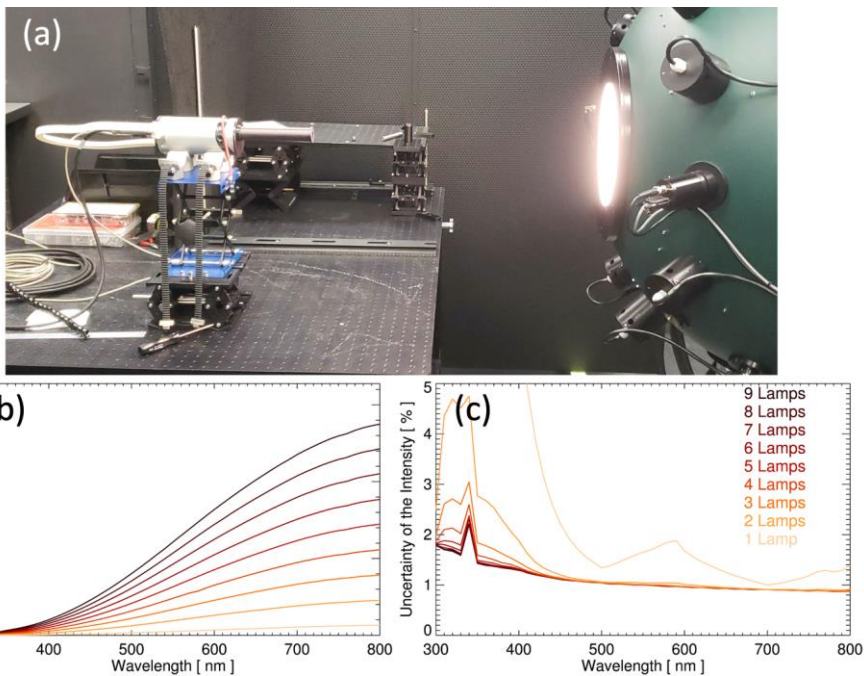 (a)
b)
400 500 600 700 800
Wavelength [ nm ]
(c)
Uncertainty of the Intensity [ % ]
5
4
3
2
1
0
9 Lamps
8 Lamps
7 Lamps
6 Lamps
5 Lamps
4 Lamps
3 Lamps
2 Lamps
1 Lamp
300 400 500 600 700 800
Wavelength [ nm ]